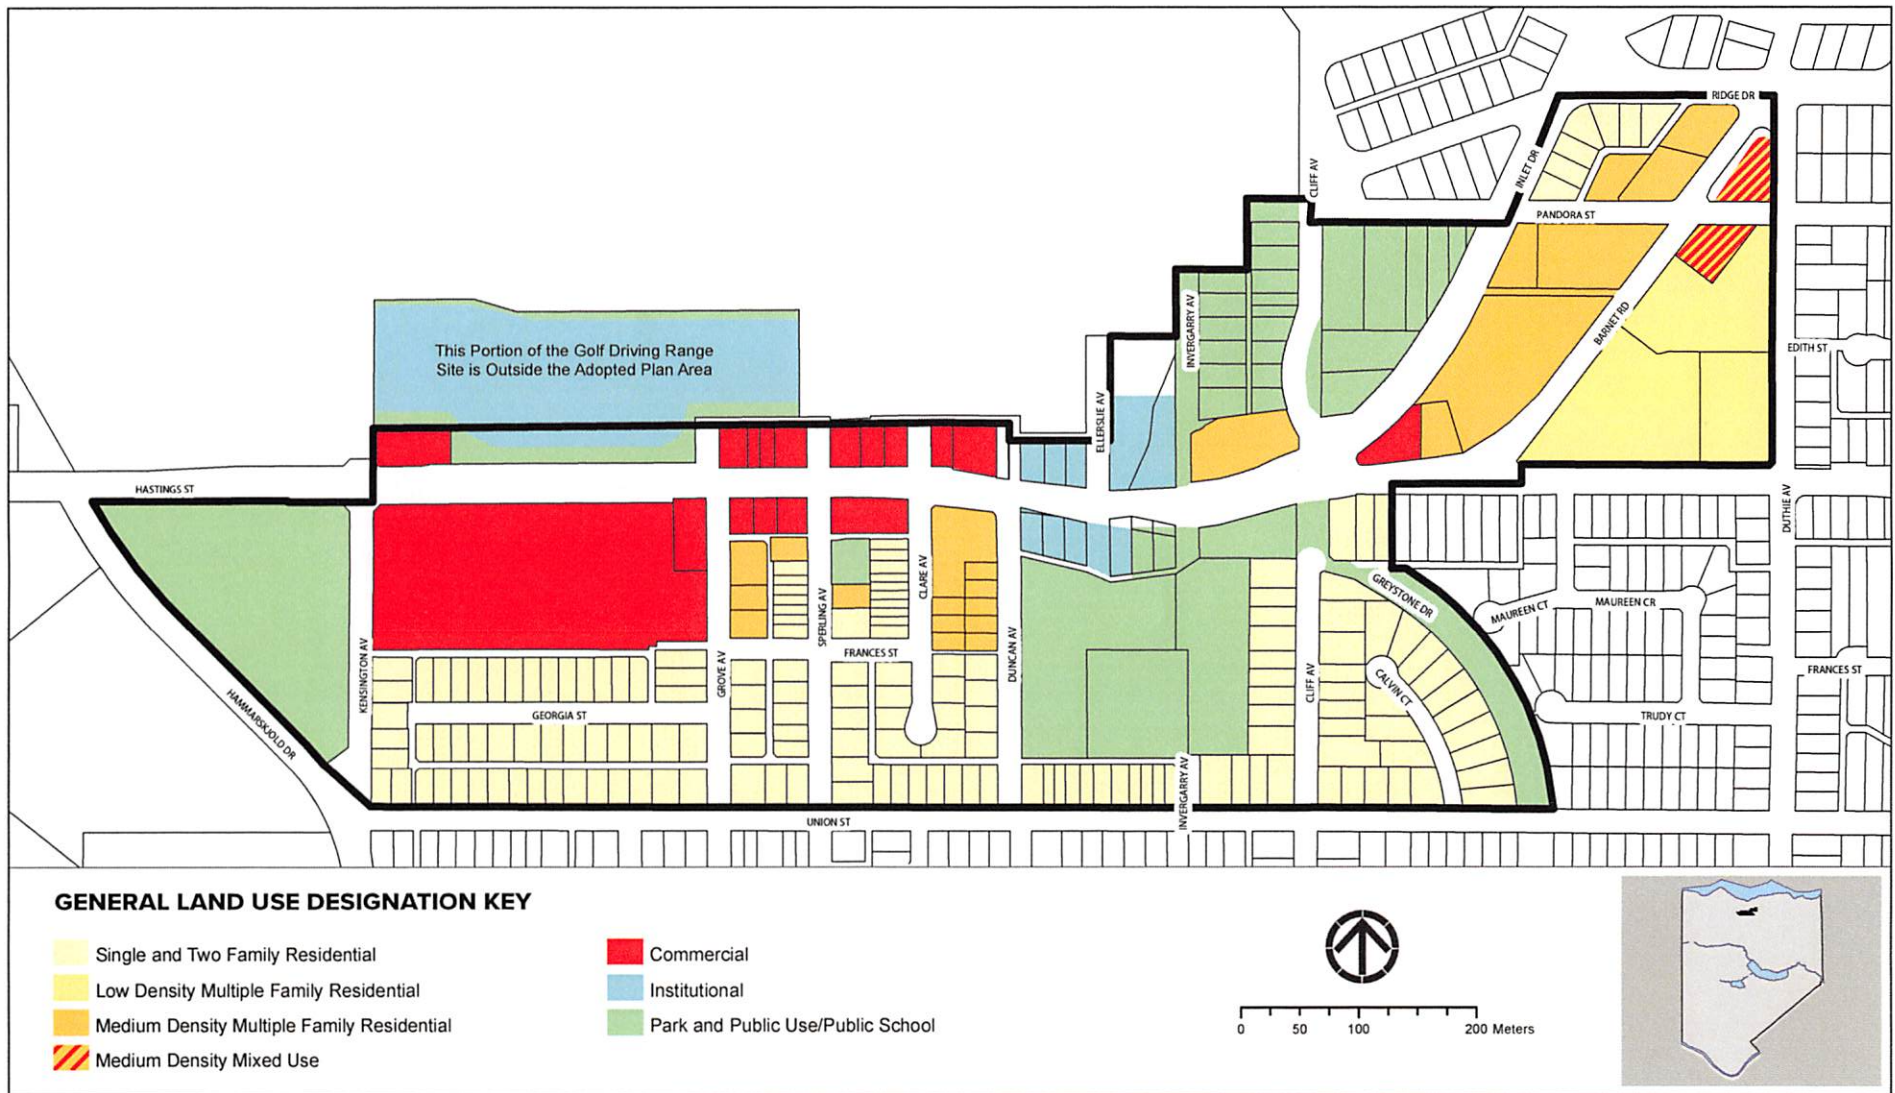 RIDGE DR
CLIFF AV
INLET DR
PANDORA ST
INVERGARRY AV
BARNET RD
This Portion of the Golf Driving Range
Site is Outside the Adopted Plan Area
EDITH ST
ELLERSLIE AV
HASTINGS ST
DUTHIE AV
CLARE AV
SPERLING AV
GREYSTONE DR
MAUREEN CT
MAUREEN CR
KENSINGTON AV
GROVE AV
FRANCES ST
DUNCAN AV
CLIFF AV
CALVIN CT
FRANCES ST
HAMMARSKJOLD DR
GEORGIA ST
TRUDY CT
INVERGARRY AV
UNION ST
GENERAL LAND USE DESIGNATION KEY
Single and Two Family Residential
Low Density Multiple Family Residential
Medium Density Multiple Family Residential
Medium Density Mixed Use
Commercial
Institutional
Park and Public Use/Public School
0 50 100 200 Meters